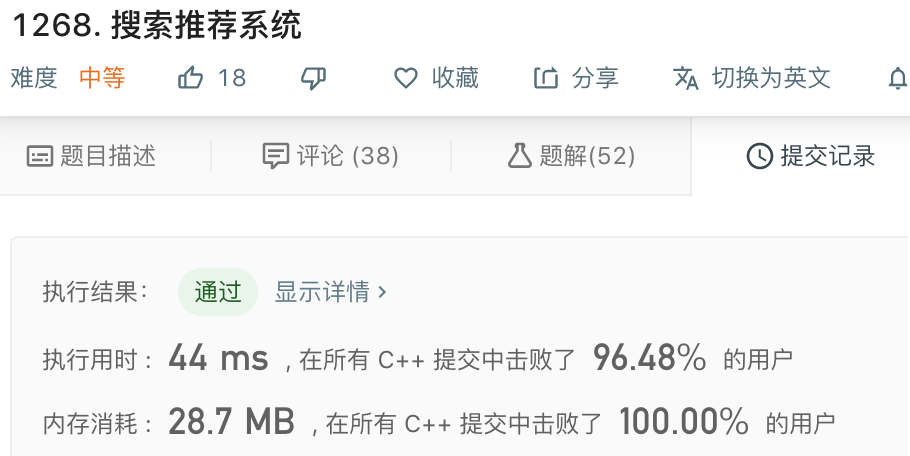 1268. 搜索推荐系统
难度 中等 18 收藏 分享 切换为英文
题目描述 评论 (38) 题解(52) 提交记录
执行结果： 通过 显示详情 ›
执行用时 : 44 ms , 在所有 C++ 提交中击败了 96.48% 的用户
内存消耗 : 28.7 MB , 在所有 C++ 提交中击败了 100.00% 的用户